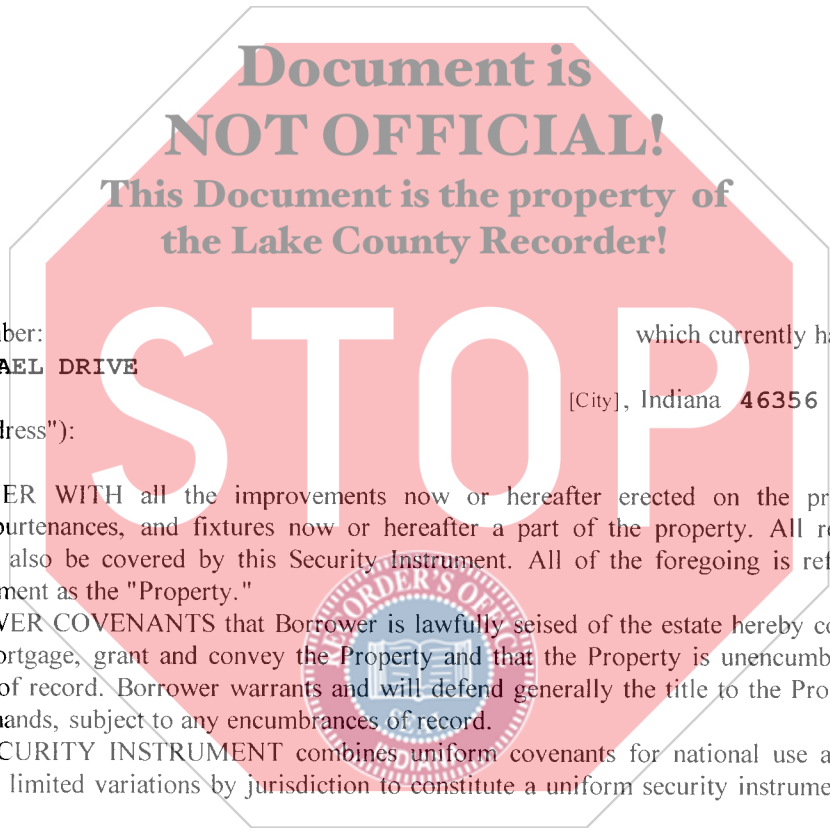 Document is
NOT OFFICIAL!
This Document is the property of
the Lake County Recorder!
STOP
ber: which currently ha
AEL DRIVE
[City], Indiana 46356
dress"):
ER WITH all the improvements now or hereafter erected on the pr
ourtenances, and fixtures now or hereafter a part of the property. All re
also be covered by this Security Instrument. All of the foregoing is ref
ment as the "Property."
VER COVENANTS that Borrower is lawfully seised of the estate hereby co
ortgage, grant and convey the Property and that the Property is unencumb
of record. Borrower warrants and will defend generally the title to the Pro
nands, subject to any encumbrances of record.
CURITY INSTRUMENT combines uniform covenants for national use a
limited variations by jurisdiction to constitute a uniform security instrume
RECORDER'S OFFICE
INDIANA